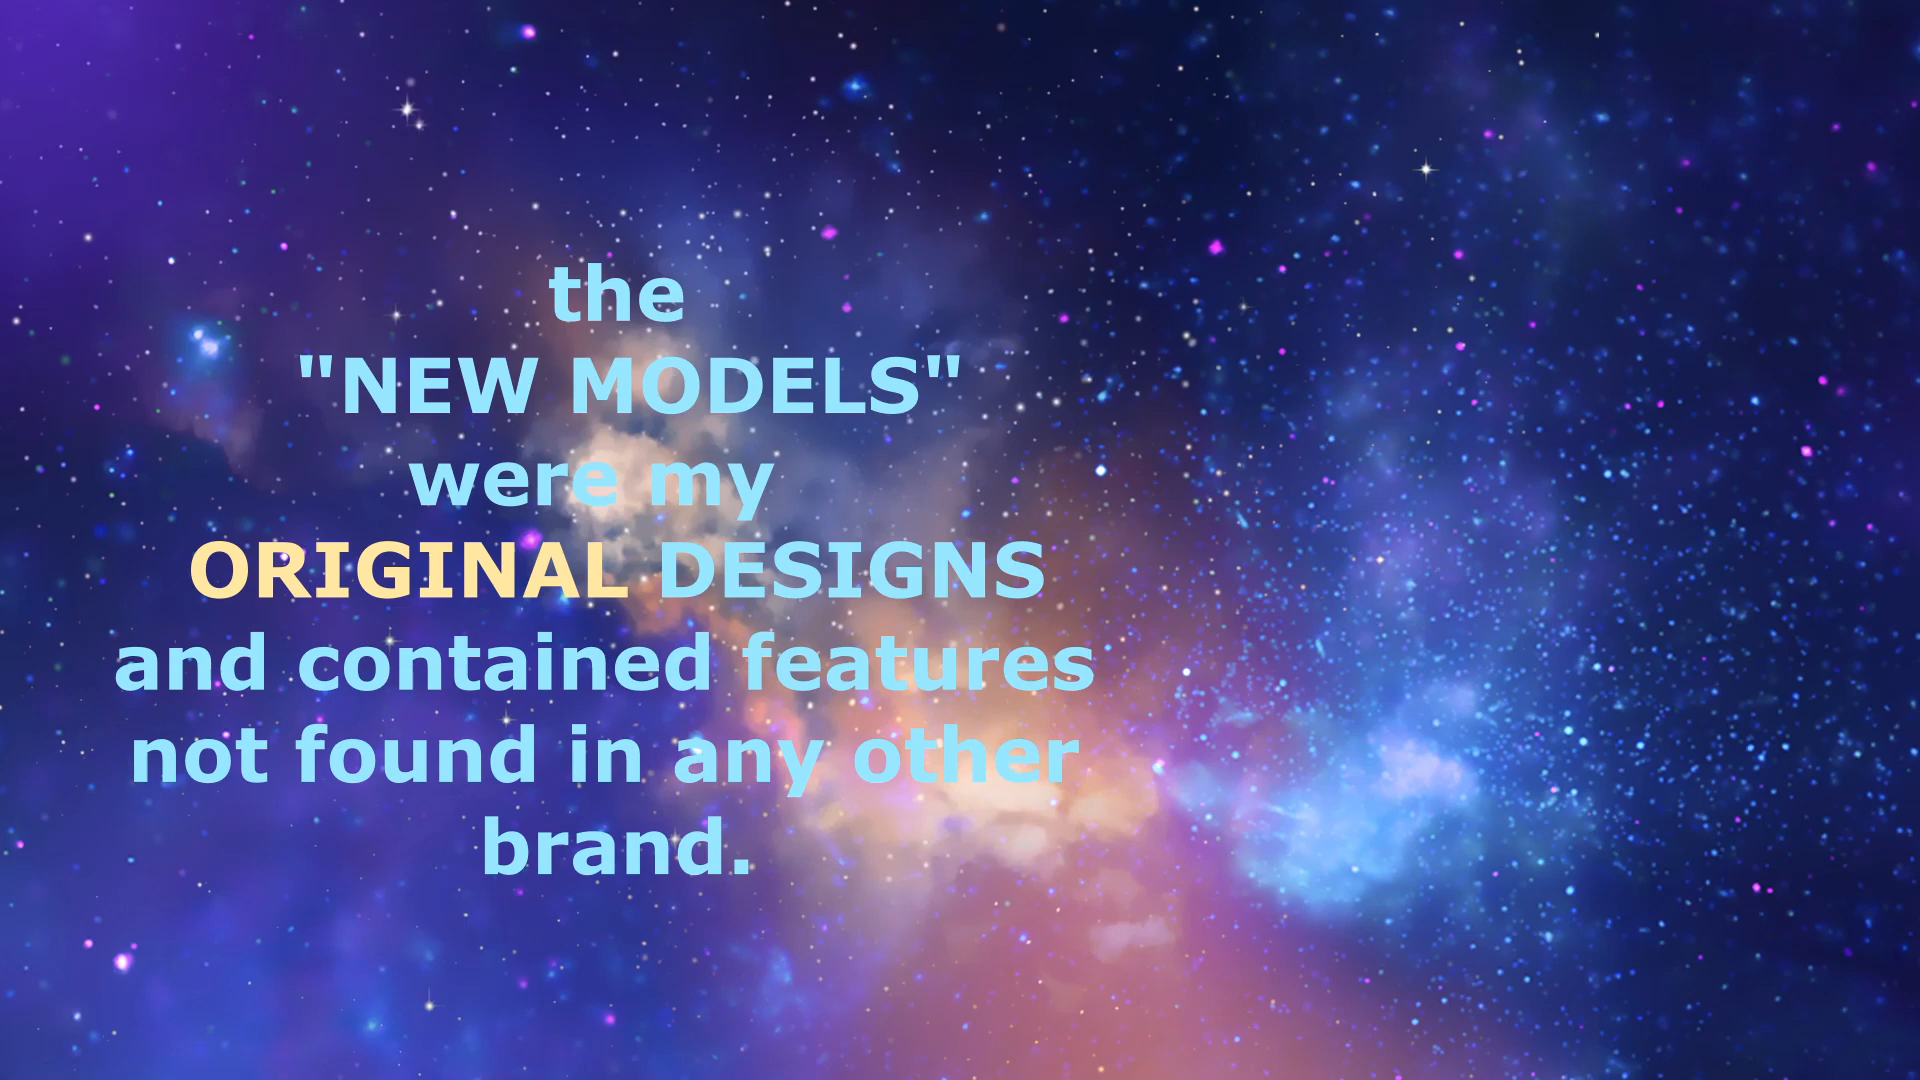 the
"NEW MODELS"
were my
ORIGINAL DESIGNS
and contained features
not found in any other
brand.